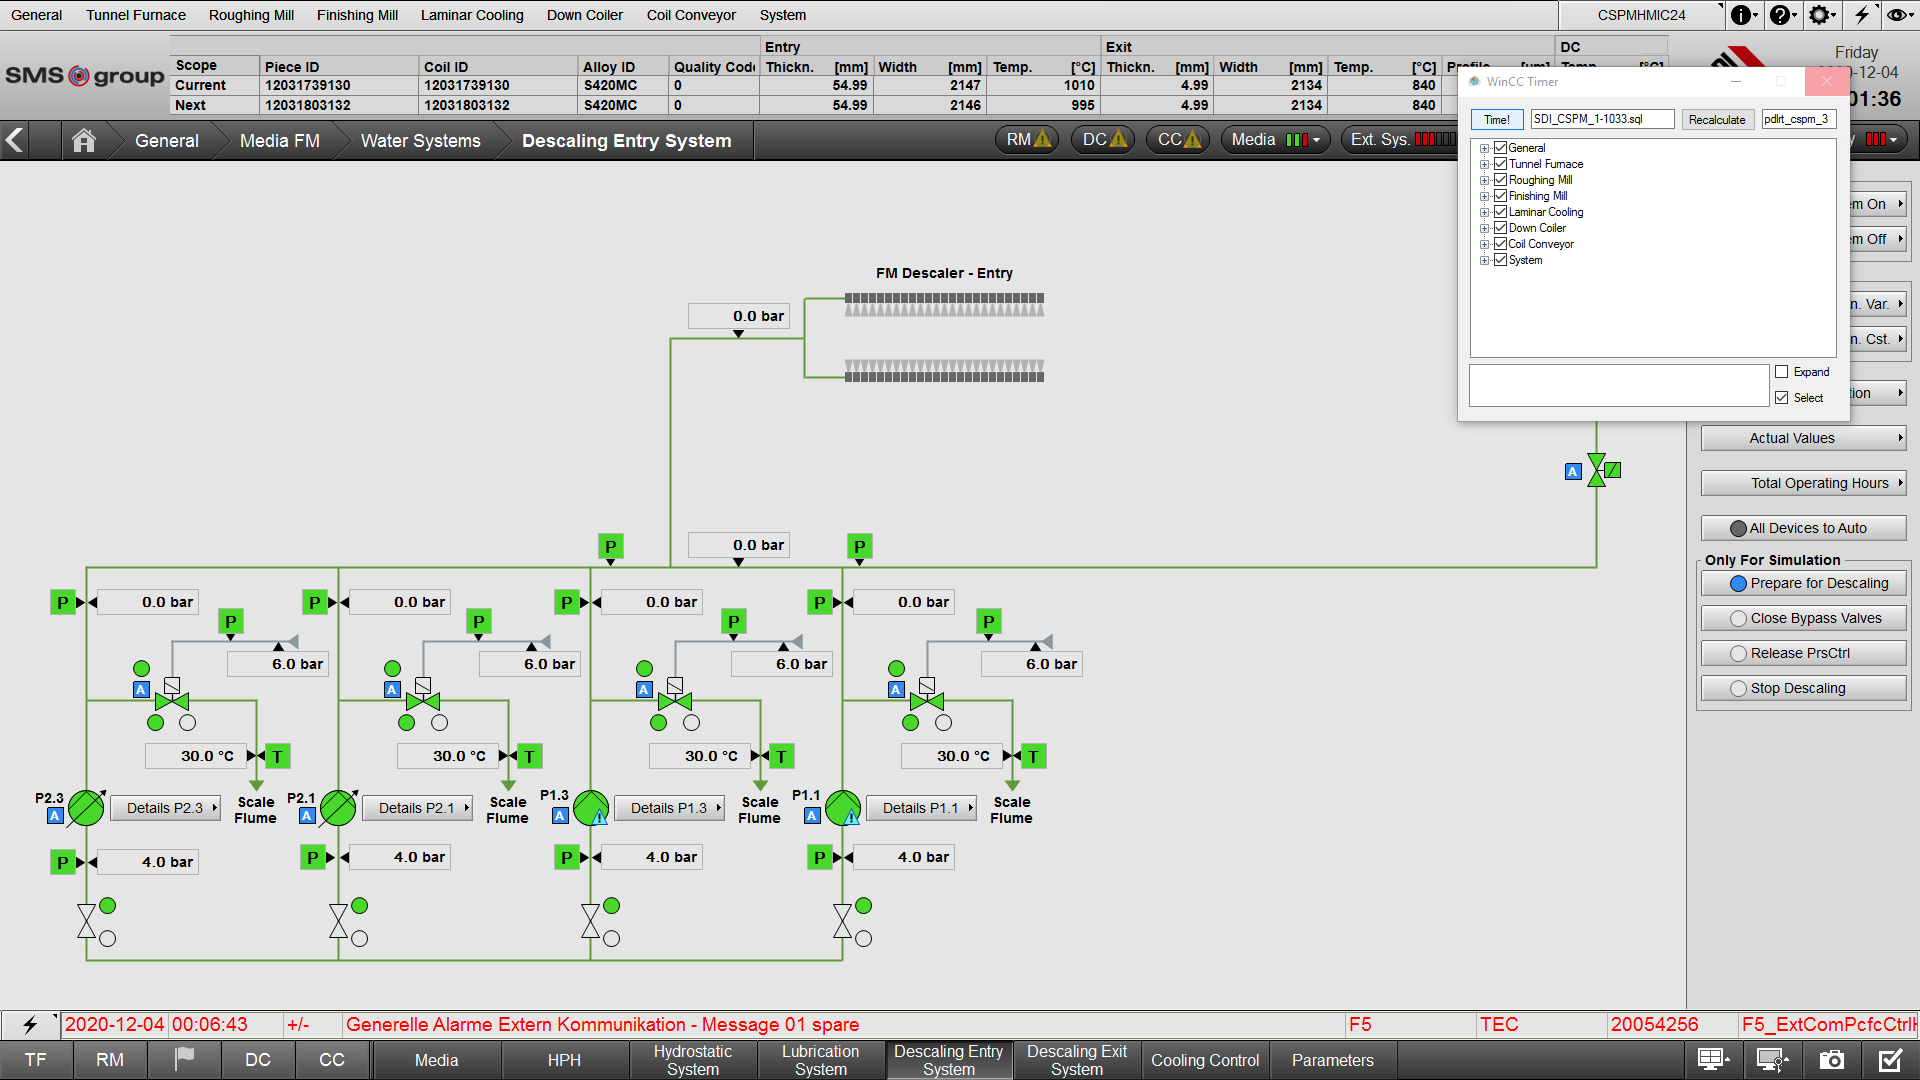 General Tunnel Furnace Roughing Mill Finishing Mill Laminar Cooling Down Coiler Coil Conveyor System CSPMHMIC24
SMS group
Entry Exit DC
Scope Piece ID Coil ID Alloy ID Quality Code Thickn. [mm] Width [mm] Temp. [°C] Thickn. [mm] Width [mm] Temp. [°C]
Current 12031739130 12031739130 S420MC 0 54.99 2147 1010 4.99 2134 840
Next 12031803132 12031803132 S420MC 0 54.99 2146 995 4.99 2134 840
Friday
-12-04
01:36
General Media FM Water Systems Descaling Entry System RM DC CC Media Ext. Sys.
WinCC Timer
Time! SDI_CSPM_1-1033.sql Recalculate pdlrt_cspm_3
General
Tunnel Furnace
Roughing Mill
Finishing Mill
Laminar Cooling
Down Coiler
Coil Conveyor
System
Expand
Select
em On
em Off
n. Var.
n. Cst.
tion
Actual Values
Total Operating Hours
All Devices to Auto
Only For Simulation
Prepare for Descaling
Close Bypass Valves
Release PrsCtrl
Stop Descaling
FM Descaler - Entry
0.0 bar
A
P 0.0 bar P
P 0.0 bar P 0.0 bar P 0.0 bar P 0.0 bar
P P P P
6.0 bar 6.0 bar 6.0 bar 6.0 bar
A A A A
30.0 °C T 30.0 °C T 30.0 °C T 30.0 °C T
P2.3 A Details P2.3 Scale Flume
P2.1 A Details P2.1 Scale Flume
P1.3 A Details P1.3 Scale Flume
P1.1 A Details P1.1 Scale Flume
P 4.0 bar P 4.0 bar P 4.0 bar P 4.0 bar
2020-12-04 00:06:43 +/- Generelle Alarme Extern Kommunikation - Message 01 spare F5 TEC 20054256 F5_ExtComPcfcCtrl
TF RM DC CC Media HPH Hydrostatic System Lubrication System Descaling Entry System Descaling Exit System Cooling Control Parameters